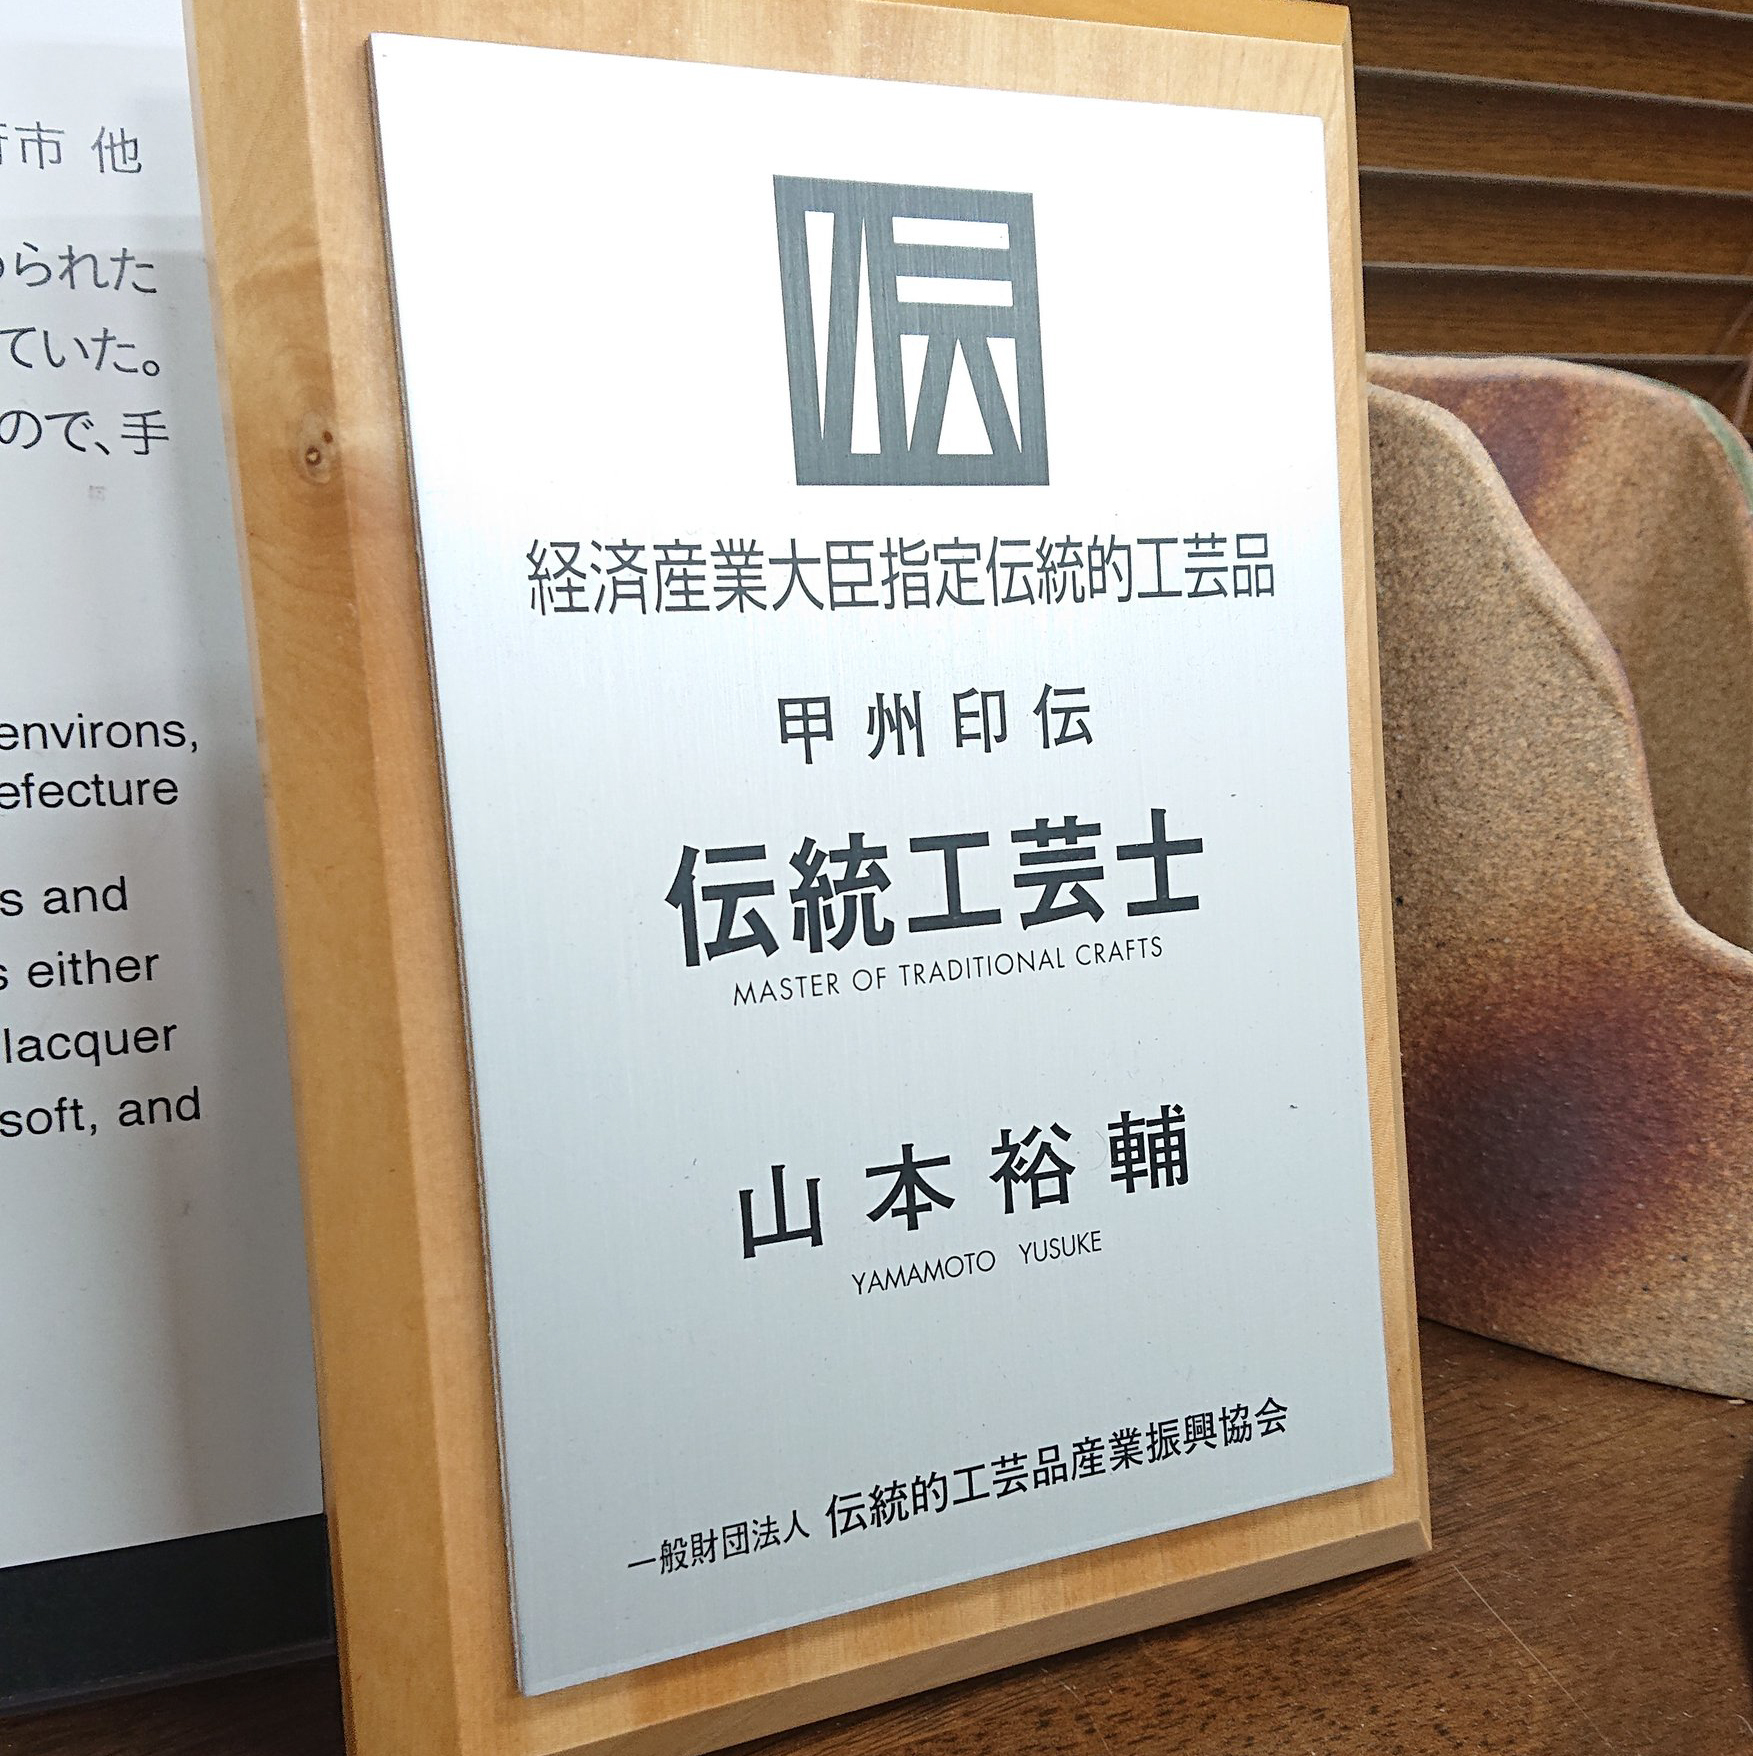 市 他
られた
ていた。
ので、手
environs,
s and
either
lacquer
soft, and
経済産業大臣指定伝統的工芸品
甲州印伝
伝統工芸士
MASTER OF TRADITIONAL CRAFTS
山本裕輔
YAMAMOTO YUSUKE
一般財団法人 伝統的工芸品産業振興協会